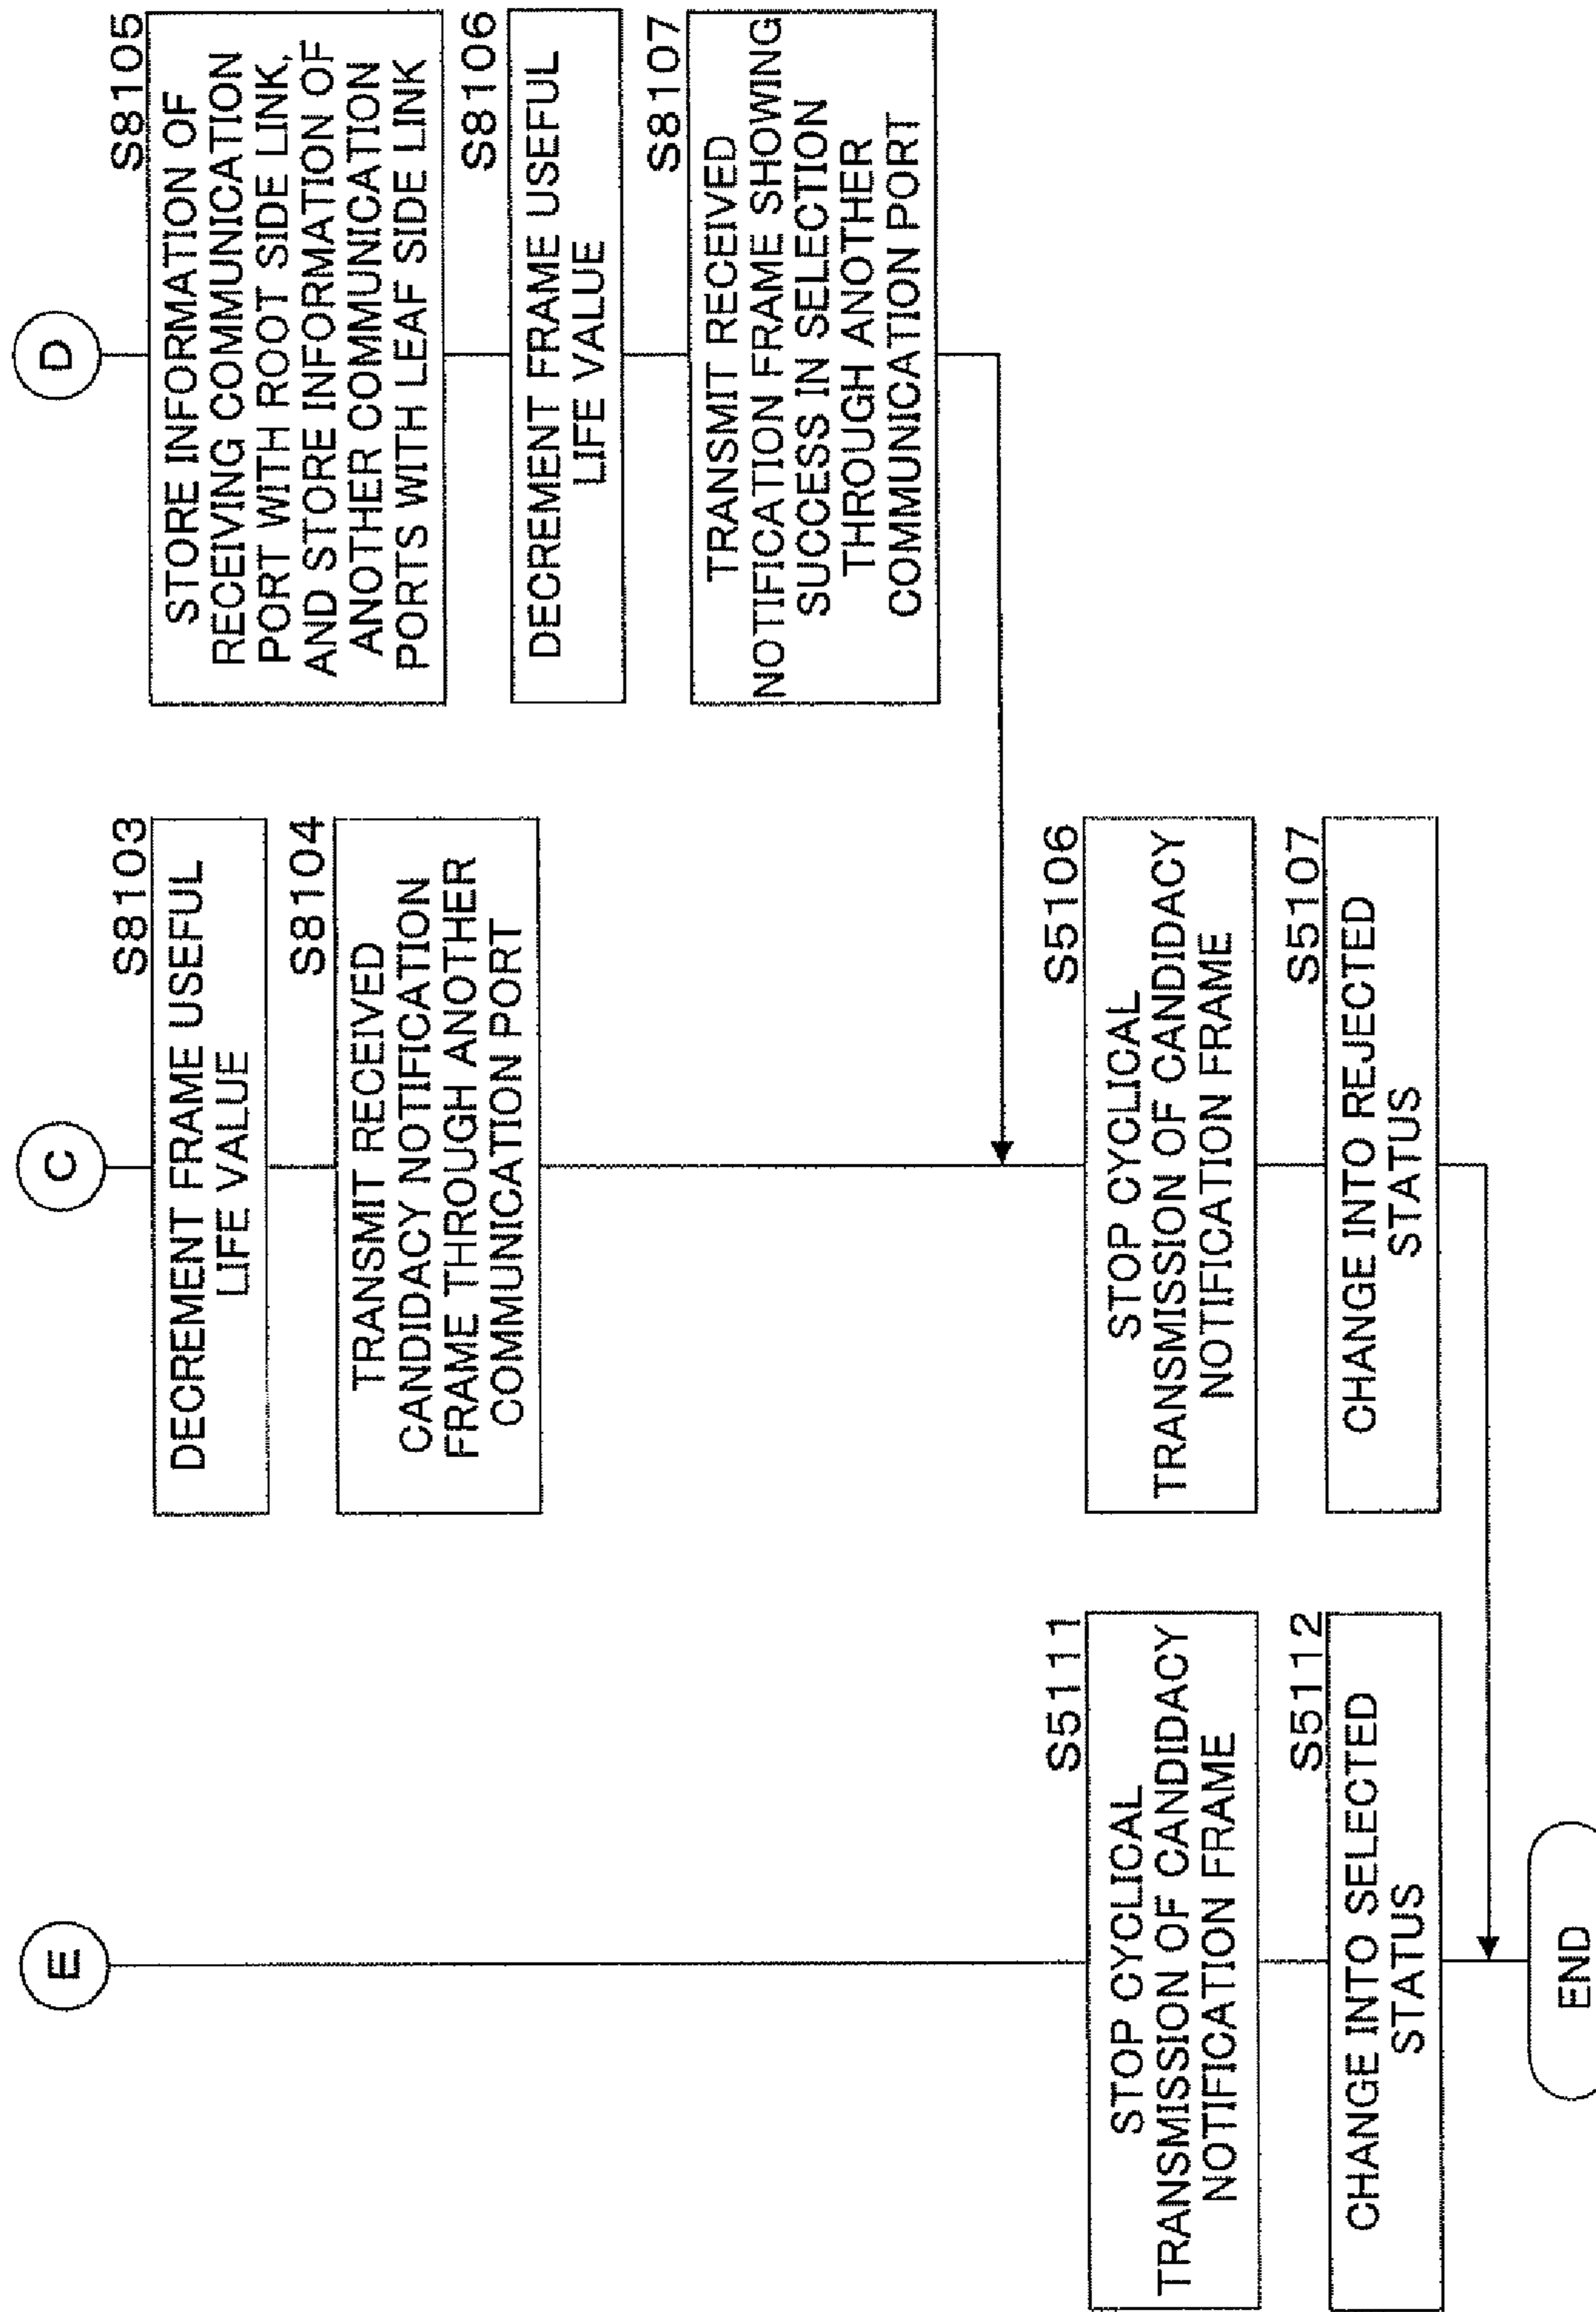 E
S5111
STOP CYCLICAL
TRANSMISSION OF CANDIDACY
NOTIFICATION FRAME
S5112
CHANGE INTO SELECTED
STATUS
END
C
S8103
DECREMENT FRAME USEFUL
LIFE VALUE
S8104
TRANSMIT RECEIVED
CANDIDACY NOTIFICATION
FRAME THROUGH ANOTHER
COMMUNICATION PORT
S5106
STOP CYCLICAL
TRANSMISSION OF CANDIDACY
NOTIFICATION FRAME
S5107
CHANGE INTO REJECTED
STATUS
D
S8105
STORE INFORMATION OF
RECEIVING COMMUNICATION
PORT WITH ROOT SIDE LINK,
AND STORE INFORMATION OF
ANOTHER COMMUNICATION
PORTS WITH LEAF SIDE LINK
S8106
DECREMENT FRAME USEFUL
LIFE VALUE
S8107
TRANSMIT RECEIVED
NOTIFICATION FRAME SHOWING
SUCCESS IN SELECTION
THROUGH ANOTHER
COMMUNICATION PORT